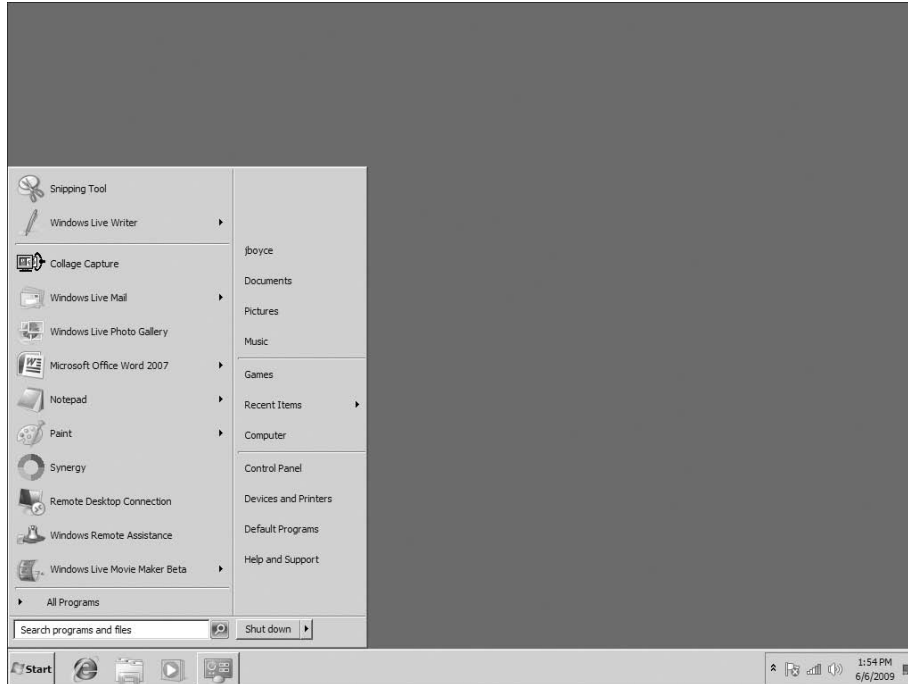 Snipping Tool
Windows Live Writer
Collage Capture
Windows Live Mail
Windows Live Photo Gallery
Microsoft Office Word 2007
Notepad
Paint
Synergy
Remote Desktop Connection
Windows Remote Assistance
Windows Live Movie Maker Beta
All Programs
Search programs and files
jboyce
Documents
Pictures
Music
Games
Recent Items
Computer
Control Panel
Devices and Printers
Default Programs
Help and Support
Shut down
Start
1:54 PM
6/6/2009